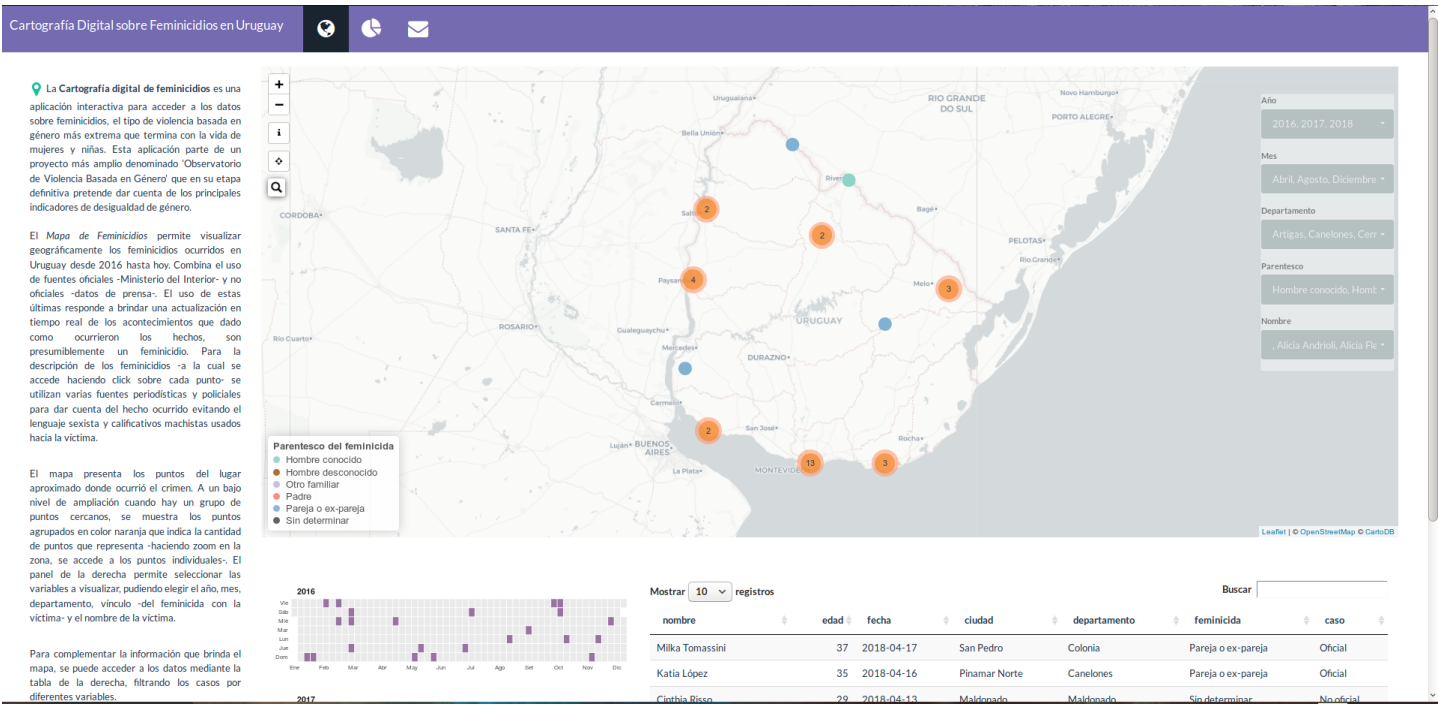 Cartografía Digital sobre Feminicidios en Uruguay
La Cartografía digital de feminicidios es una
aplicación interactiva para acceder a los datos
sobre feminicidios, el tipo de violencia basada en
género más extrema que termina con la vida de
mujeres y niñas. Esta aplicación parte de un
proyecto más amplio denominado 'Observatorio
de Violencia Basada en Género' que en su etapa
definitiva pretende dar cuenta de los principales
indicadores de desigualdad de género.
El Mapa de Feminicidios permite visualizar
geográficamente los feminicidios ocurridos en
Uruguay desde 2016 hasta hoy. Combina el uso
de fuentes oficiales -Ministerio del Interior- y no
oficiales -datos de prensa-. El uso de estas
últimas responde a brindar una actualización en
tiempo real de los acontecimientos que dado
como ocurrieron los hechos, son
presumiblemente un feminicidio. Para la
descripción de los feminicidios -a la cual se
accede haciendo click sobre cada punto- se
utilizan varias fuentes periodísticas y policiales
para dar cuenta del hecho ocurrido evitando el
lenguaje sexista y calificativos machistas usados
hacia la víctima.
El mapa presenta los puntos del lugar
aproximado donde ocurrió el crimen. A un bajo
nivel de ampliación cuando hay un grupo de
puntos cercanos, se muestra los puntos
agrupados en color naranja que indica la cantidad
de puntos que representa -haciendo zoom en la
zona, se accede a los puntos individuales-. El
panel de la derecha permite seleccionar las
variables a visualizar, pudiendo elegir el año, mes,
departamento, vínculo -del feminicida con la
víctima- y el nombre de la víctima.
Para complementar la información que brinda el
mapa, se puede acceder a los datos mediante la
tabla de la derecha, filtrando los casos por
diferentes variables.
+
−
i
Uruguaiana
RIO GRANDE
DO SUL
Novo Hamburgo
PORTO ALEGRE
Bella Unión
Rivera
Salto
2
CORDOBA
SANTA FE
Bagé
2
PELOTAS
Rio Grande
Paysan
4
Melo
3
ROSARIO
Río Cuarto
Gualeguaychu
URUGUAY
Mercedes
DURAZNO
Carmelo
2
San José
Rocha
Luján
BUENOS
AIRES
La Plata
MONTEVIDE
13
3
Parentesco del feminicida
Hombre conocido
Hombre desconocido
Otro familiar
Padre
Pareja o ex-pareja
Sin determinar
Leaflet | © OpenStreetMap © CartoDB
Año
2016, 2017, 2018
Mes
Abril, Agosto, Diciembre
Departamento
Artigas, Canelones, Cerr
Parentesco
Hombre conocido, Homb
Nombre
, Alicia Andrioli, Alicia Fle
2016
Vie
Sáb
Mié
Mar
Lun
Jue
Dom
Ene Feb Mar Abr May Jun Jul Ago Set Oct Nov Dic
2017
Mostrar 10 registros
Buscar
nombre edad fecha ciudad departamento feminicida caso
Milka Tomassini 37 2018-04-17 San Pedro Colonia Pareja o ex-pareja Oficial
Katia López 35 2018-04-16 Pinamar Norte Canelones Pareja o ex-pareja Oficial
Cinthia Risso 29 2018-04-13 Maldonado Maldonado Sin determinar No oficial